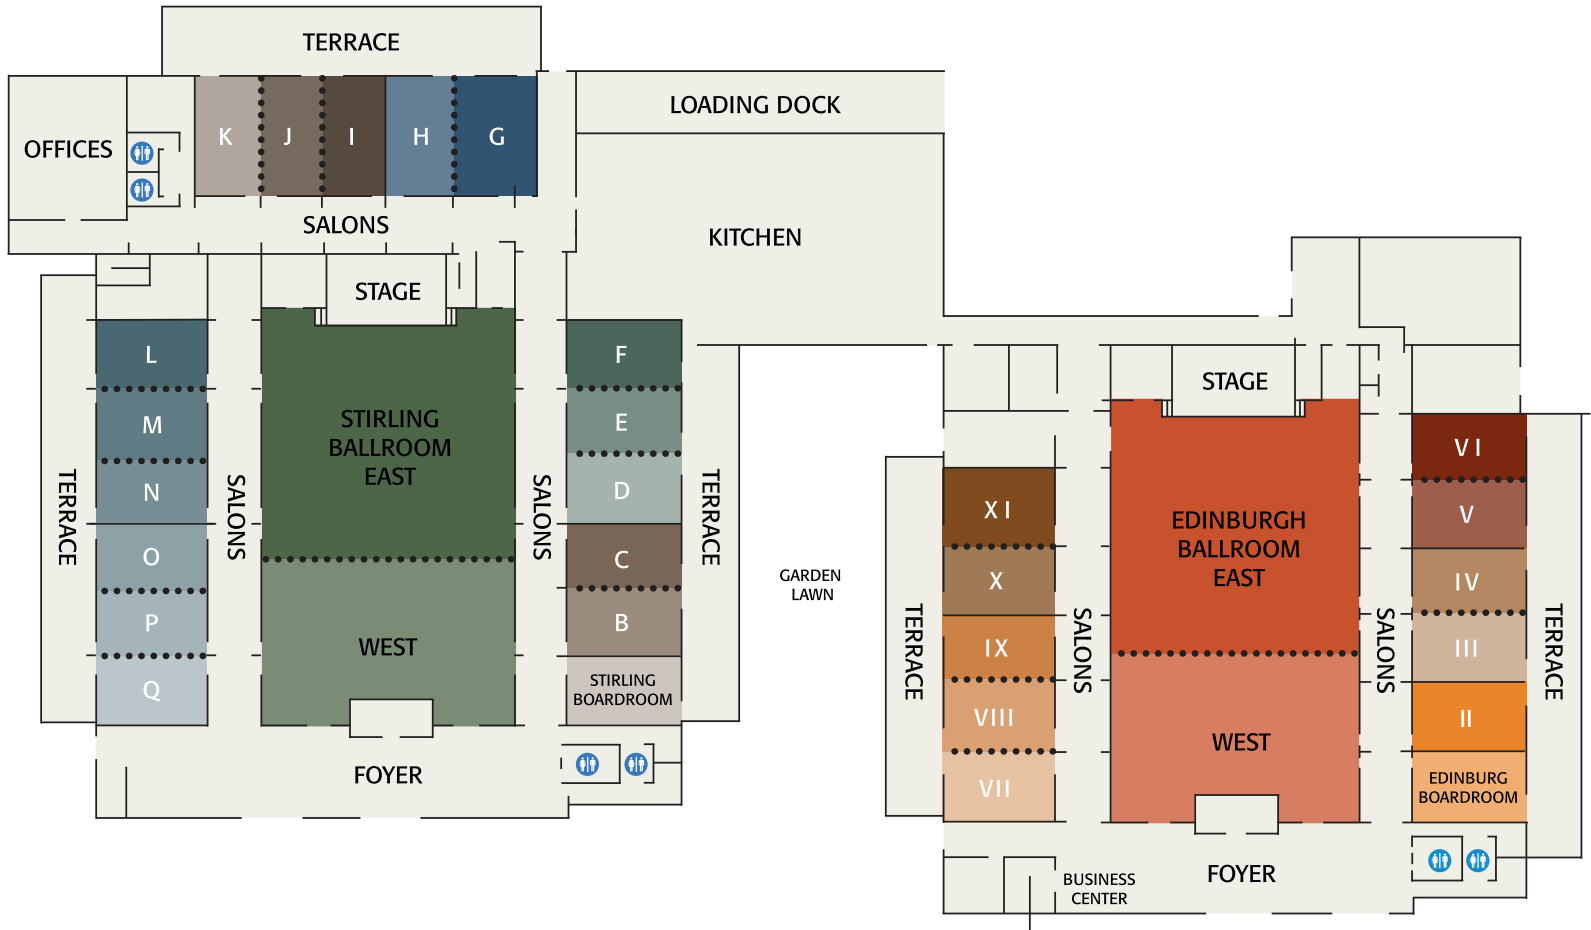 TERRACE
LOADING DOCK
OFFICES
K
J
I
H
G
SALONS
KITCHEN
STAGE
L
M
N
O
P
Q
TERRACE
SALONS
STIRLING
BALLROOM
EAST
WEST
SALONS
F
E
D
C
B
STIRLING
BOARDROOM
TERRACE
FOYER
GARDEN
LAWN
STAGE
TERRACE
XI
X
IX
VIII
VII
SALONS
EDINBURGH
BALLROOM
EAST
WEST
SALONS
VI
V
IV
III
II
EDINBURG
BOARDROOM
TERRACE
FOYER
BUSINESS
CENTER